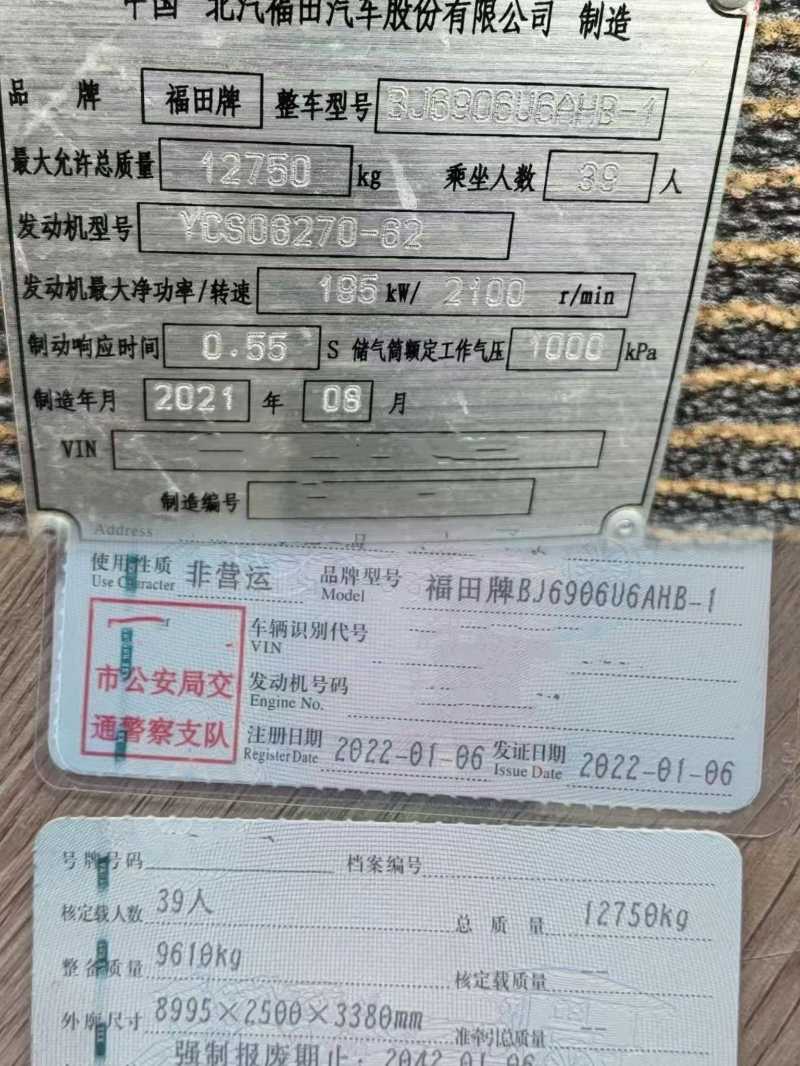 中国 北汽福田汽车股份有限公司 制造
品 牌 福田牌 整车型号 BJ6906U6AHB-1
最大允许总质量 12750 kg 乘坐人数 39 人
发动机型号 YCS06270-62
发动机最大净功率/转速 195 kW/ 2100 r/min
制动响应时间 0.55 S 储气筒额定工作气压 1000 kPa
制造年月 2021 年 08 月
VIN
制造编号
Address
使用性质 非营运 品牌型号 福田牌BJ6906U6AHB-1
Use Character Model
车辆识别代号
VIN
市公安局交 发动机号码
Engine No.
通警察支队 注册日期 2022-01-06 发证日期 2022-01-06
Register Date Issue Date
号牌号码 档案编号
核定载人数 39人 总 质 量 12750kg
整备质量 9610kg 核定载质量 --
外廓尺寸 8995×2500×3380mm 准牵引总质量 --
强制报废期止: 2042-01-06